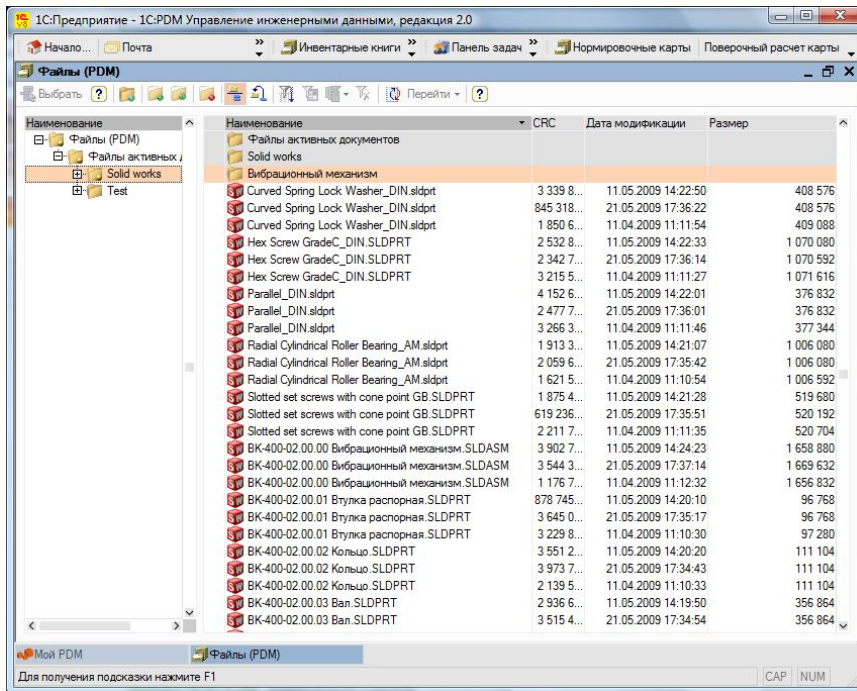 1С:Предприятие - 1С:PDM Управление инженерными данными, редакция 2.0
Начало... Почта Инвентарные книги Панель задач Нормировочные карты Поверочный расчет карты
Файлы (PDM)
Выбрать Перейти
Наименование
Файлы (PDM)
Файлы активных
Solid works
Test
Наименование CRC Дата модификации Размер
Файлы активных документов
Solid works
Вибрационный механизм
Curved Spring Lock Washer_DIN.sldprt 3 339 8... 11.05.2009 14:22:50 408 576
Curved Spring Lock Washer_DIN.sldprt 845 318... 21.05.2009 17:36:22 408 576
Curved Spring Lock Washer_DIN.sldprt 1 850 6... 11.04.2009 11:11:54 409 088
Hex Screw GradeC_DIN.SLDPRT 2 532 8... 11.05.2009 14:22:33 1 070 080
Hex Screw GradeC_DIN.SLDPRT 2 342 7... 21.05.2009 17:36:14 1 070 592
Hex Screw GradeC_DIN.SLDPRT 3 215 5... 11.04.2009 11:11:27 1 071 616
Parallel_DIN.sldprt 4 152 6... 11.05.2009 14:22:01 376 832
Parallel_DIN.sldprt 2 477 7... 21.05.2009 17:36:01 376 832
Parallel_DIN.sldprt 3 266 3... 11.04.2009 11:11:46 377 344
Radial Cylindrical Roller Bearing_AM.sldprt 1 913 3... 11.05.2009 14:21:07 1 006 080
Radial Cylindrical Roller Bearing_AM.sldprt 2 059 6... 21.05.2009 17:35:42 1 006 080
Radial Cylindrical Roller Bearing_AM.sldprt 1 621 5... 11.04.2009 11:10:54 1 006 592
Slotted set screws with cone point GB.SLDPRT 1 875 4... 11.05.2009 14:21:28 519 680
Slotted set screws with cone point GB.SLDPRT 619 236... 21.05.2009 17:35:51 520 192
Slotted set screws with cone point GB.SLDPRT 2 211 7... 11.04.2009 11:11:35 520 704
ВК-400-02.00.00 Вибрационный механизм.SLDASM 3 902 7... 11.05.2009 14:24:23 1 658 880
ВК-400-02.00.00 Вибрационный механизм.SLDASM 3 544 3... 21.05.2009 17:37:14 1 669 632
ВК-400-02.00.00 Вибрационный механизм.SLDASM 1 176 7... 11.04.2009 11:12:32 1 656 832
ВК-400-02.00.01 Втулка распорная.SLDPRT 878 745... 11.05.2009 14:20:10 96 768
ВК-400-02.00.01 Втулка распорная.SLDPRT 3 645 0... 21.05.2009 17:35:17 96 768
ВК-400-02.00.01 Втулка распорная.SLDPRT 3 229 8... 11.04.2009 11:10:30 97 280
ВК-400-02.00.02 Кольцо.SLDPRT 3 551 2... 11.05.2009 14:20:20 111 104
ВК-400-02.00.02 Кольцо.SLDPRT 3 973 7... 21.05.2009 17:34:43 111 104
ВК-400-02.00.02 Кольцо.SLDPRT 2 139 5... 11.04.2009 11:10:33 111 104
ВК-400-02.00.03 Вал.SLDPRT 2 936 6... 11.05.2009 14:19:50 356 864
ВК-400-02.00.03 Вал.SLDPRT 3 515 4... 21.05.2009 17:34:54 356 864
Мой PDM Файлы (PDM)
Для получения подсказки нажмите F1 CAP NUM